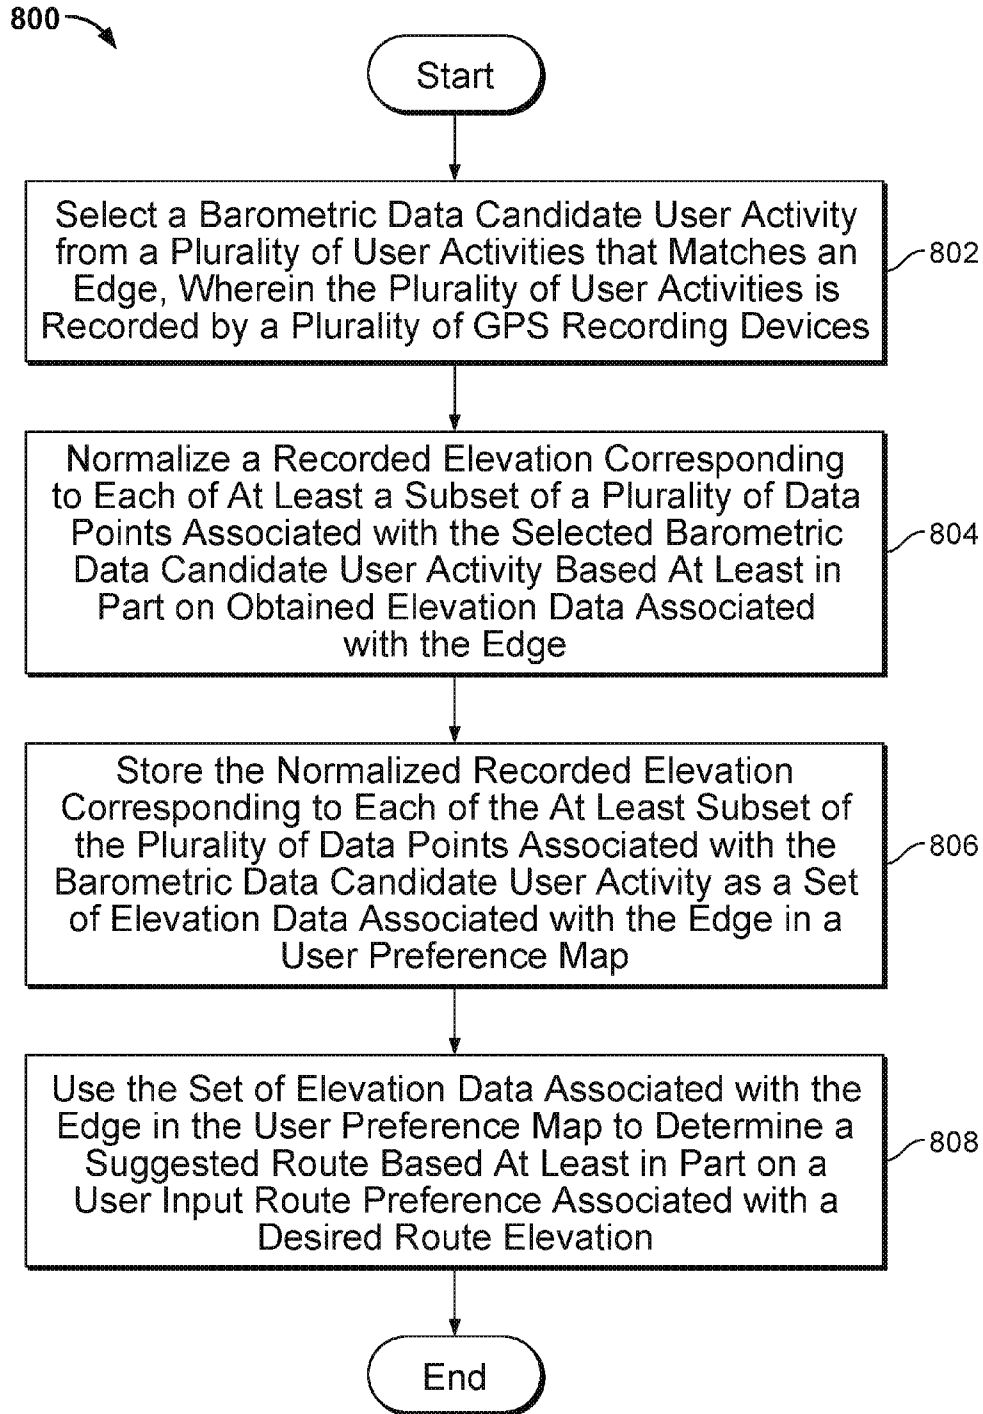 800
Start
Select a Barometric Data Candidate User Activity
from a Plurality of User Activities that Matches an
Edge, Wherein the Plurality of User Activities is
Recorded by a Plurality of GPS Recording Devices
802
Normalize a Recorded Elevation Corresponding
to Each of At Least a Subset of a Plurality of Data
Points Associated with the Selected Barometric
Data Candidate User Activity Based At Least in
Part on Obtained Elevation Data Associated
with the Edge
804
Store the Normalized Recorded Elevation
Corresponding to Each of the At Least Subset of
the Plurality of Data Points Associated with the
Barometric Data Candidate User Activity as a Set
of Elevation Data Associated with the Edge in a
User Preference Map
806
Use the Set of Elevation Data Associated with the
Edge in the User Preference Map to Determine a
Suggested Route Based At Least in Part on a
User Input Route Preference Associated with a
Desired Route Elevation
808
End